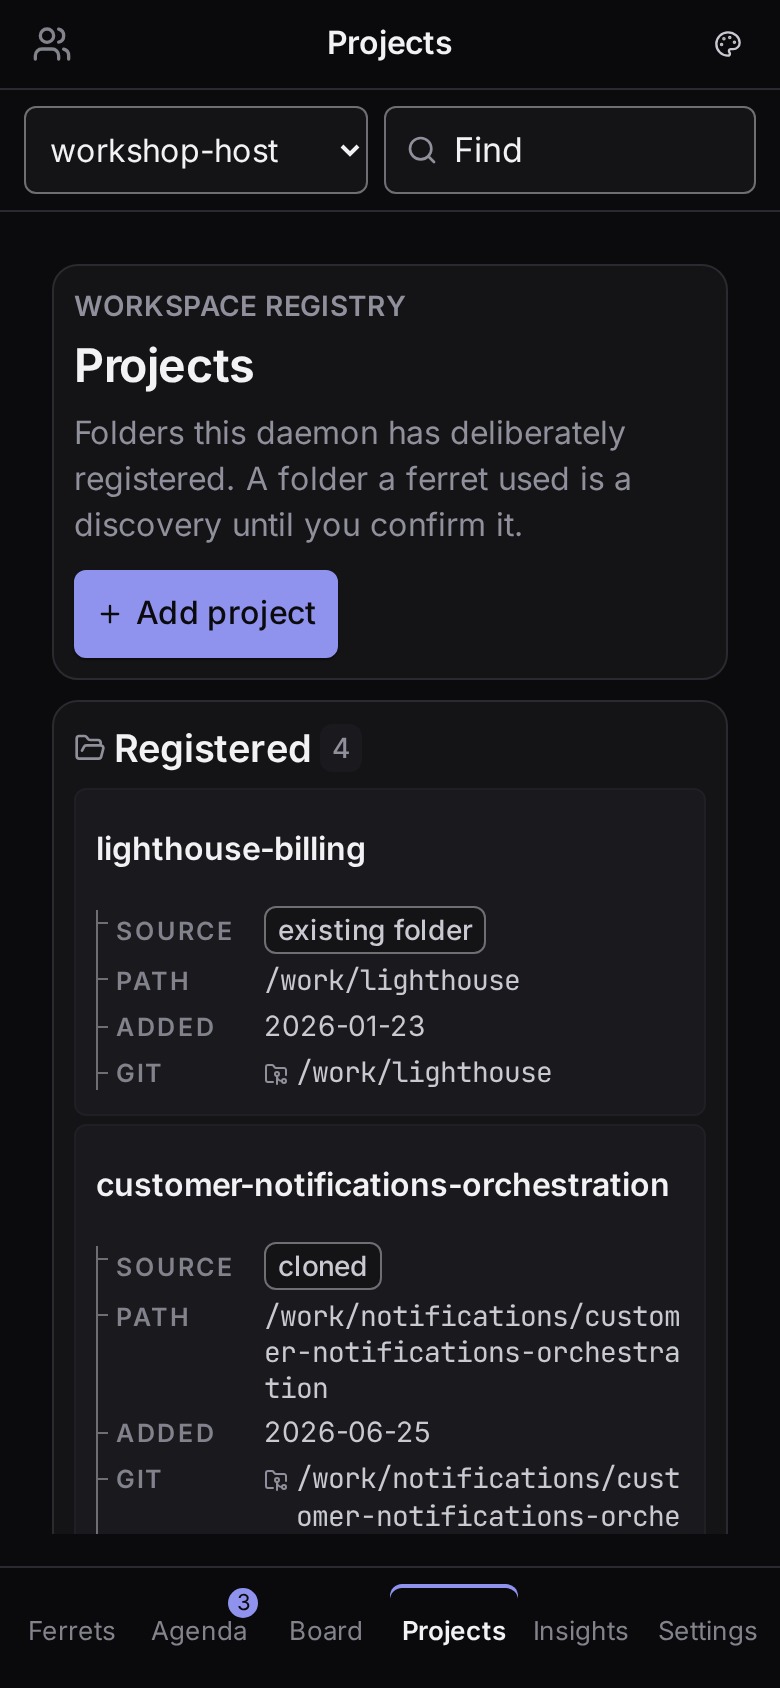 Projects
workshop-host
Find
WORKSPACE REGISTRY
Projects
Folders this daemon has deliberately
registered. A folder a ferret used is a
discovery until you confirm it.
+ Add project
Registered 4
lighthouse-billing
SOURCE existing folder
PATH /work/lighthouse
ADDED 2026-01-23
GIT /work/lighthouse
customer-notifications-orchestration
SOURCE cloned
PATH /work/notifications/custom
er-notifications-orchestra
tion
ADDED 2026-06-25
GIT /work/notifications/cust
omer-notifications-orche
3
Ferrets Agenda Board Projects Insights Settings